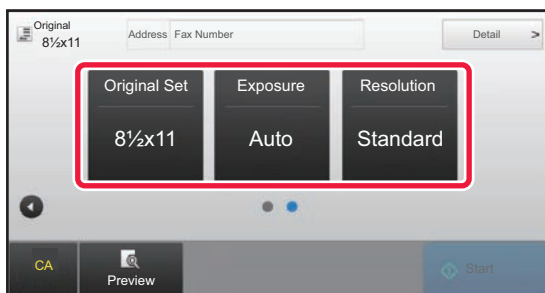 Original
8½x11
Address Fax Number
Detail >
Original Set Exposure Resolution
8½x11 Auto Standard
CA
Preview
Start